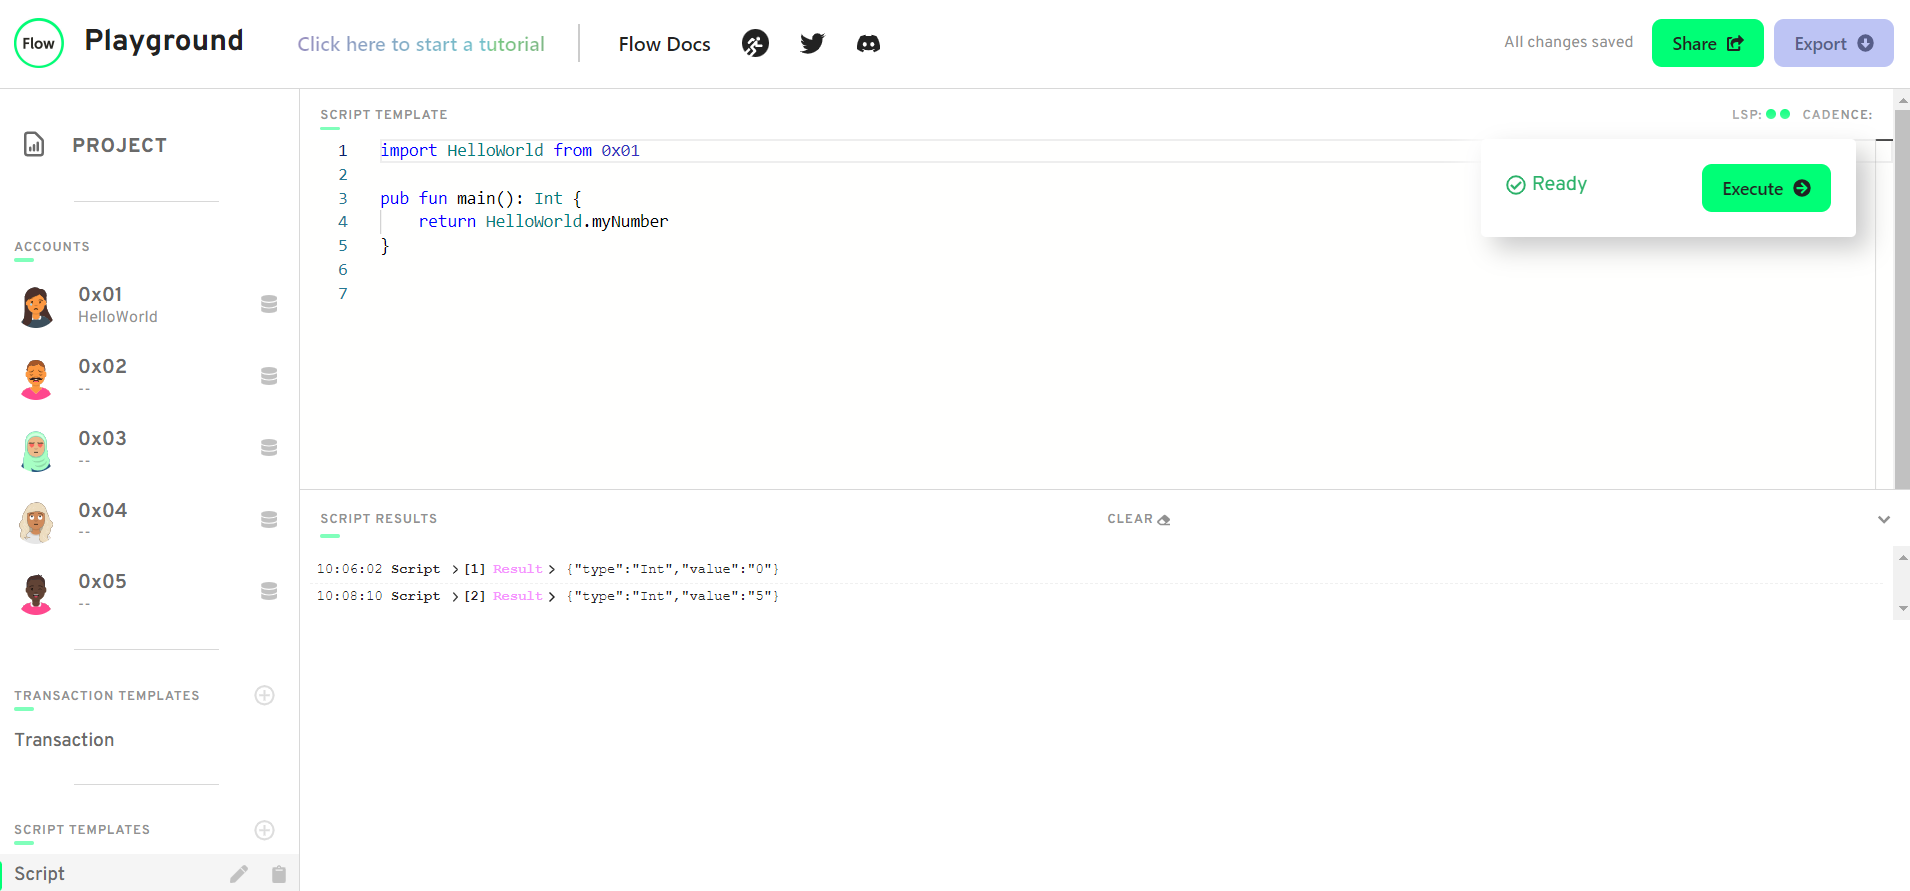 Flow Playground Click here to start a tutorial Flow Docs All changes saved Share Export
PROJECT
ACCOUNTS
0x01
HelloWorld
0x02
--
0x03
--
0x04
--
0x05
--
TRANSACTION TEMPLATES
Transaction
SCRIPT TEMPLATES
Script
SCRIPT TEMPLATE LSP: CADENCE:
1 import HelloWorld from 0x01
2
3 pub fun main(): Int {
4 return HelloWorld.myNumber
5 }
6
7
Ready Execute
SCRIPT RESULTS CLEAR
10:06:02 Script > [1] Result > {"type":"Int","value":"0"}
10:08:10 Script > [2] Result > {"type":"Int","value":"5"}